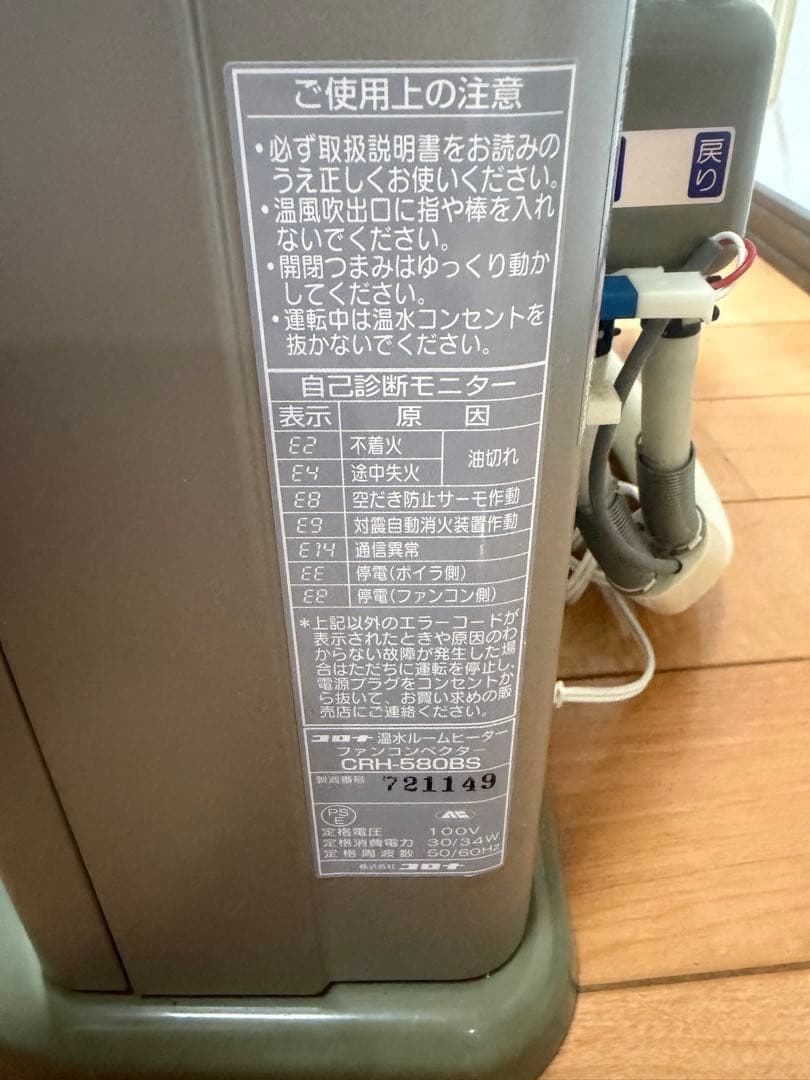 ご使用上の注意
・必ず取扱説明書をお読みの
うえ正しくお使いください。
・温風吹出口に指や棒を入れ
ないでください。
・開閉つまみはゆっくり動か
してください。
・運転中は温水コンセントを
抜かないでください。
自己診断モニター
表示 原因
E2 不着火 油切れ
E4 途中失火
E8 空だき防止サーモ作動
E9 対震自動消火装置作動
E14 通信異常
EE 停電(ボイラ側)
Ee 停電(ファンコン側)
*上記以外のエラーコードが
表示されたときや原因のわ
からない故障が発生した場
合はただちに運転を停止し、
電源プラグをコンセントか
ら抜いて、お買い求めの販
売店にご連絡ください。
コロナ 温水ルームヒーター
ファンコンベクター
CRH-580BS
製造番号 721149
PS
E
定格電圧 100V
定格消費電力 30/34W
定格周波数 50/60Hz
株式会社 コロナ
戻り